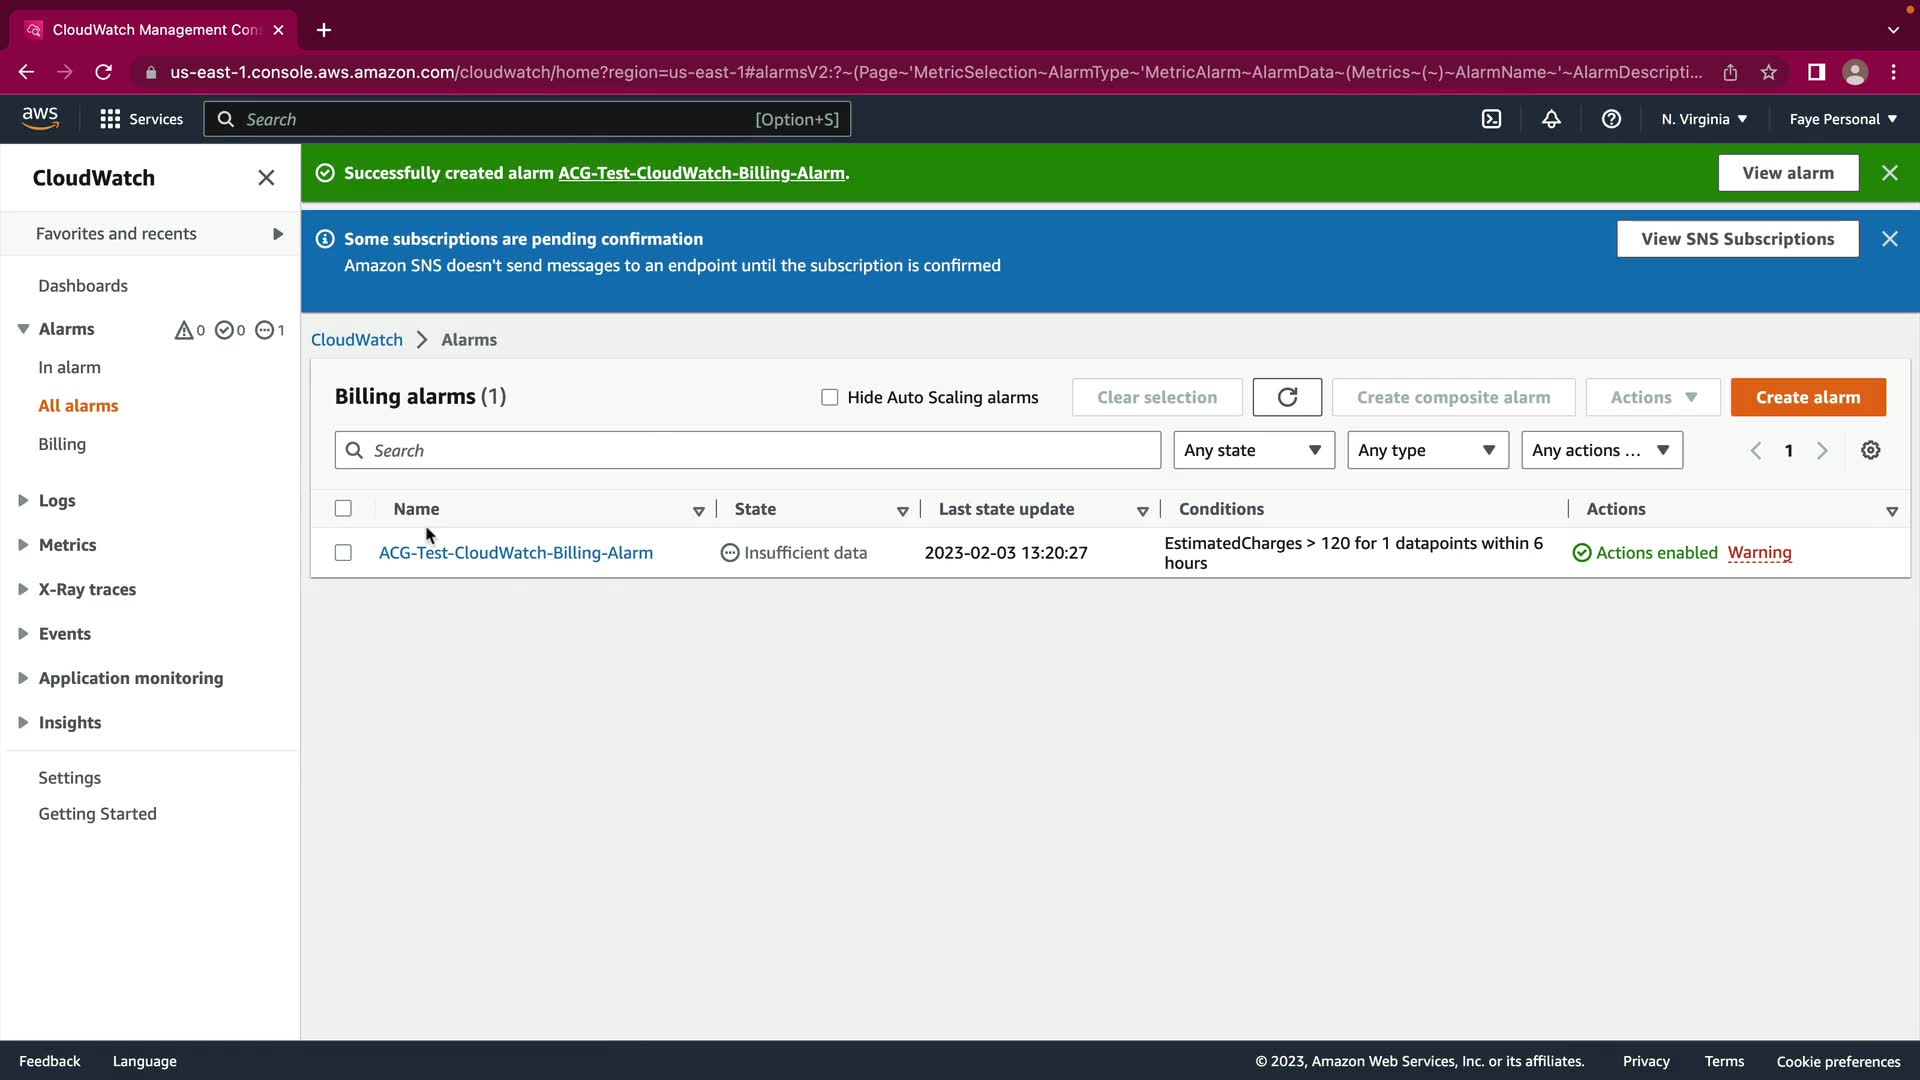 CloudWatch Management Con
us-east-1.console.aws.amazon.com/cloudwatch/home?region=us-east-1#alarmsV2:?~(Page~'MetricSelection~AlarmType~'MetricAlarm~AlarmData~(Metrics~(~)~AlarmName~'~AlarmDescripti...
aws
Services
Search
[Option+S]
N. Virginia
Faye Personal
CloudWatch
Favorites and recents
Dashboards
Alarms 0 0 1
In alarm
All alarms
Billing
Logs
Metrics
X-Ray traces
Events
Application monitoring
Insights
Settings
Getting Started
Successfully created alarm ACG-Test-CloudWatch-Billing-Alarm.
View alarm
Some subscriptions are pending confirmation
Amazon SNS doesn't send messages to an endpoint until the subscription is confirmed
View SNS Subscriptions
CloudWatch Alarms
Billing alarms (1)
Hide Auto Scaling alarms
Clear selection
Create composite alarm
Actions
Create alarm
Search
Any state
Any type
Any actions ...
1
Name State Last state update Conditions Actions
ACG-Test-CloudWatch-Billing-Alarm
Insufficient data
2023-02-03 13:20:27
EstimatedCharges > 120 for 1 datapoints within 6
hours
Actions enabled Warning
Feedback Language
© 2023, Amazon Web Services, Inc. or its affiliates. Privacy Terms Cookie preferences